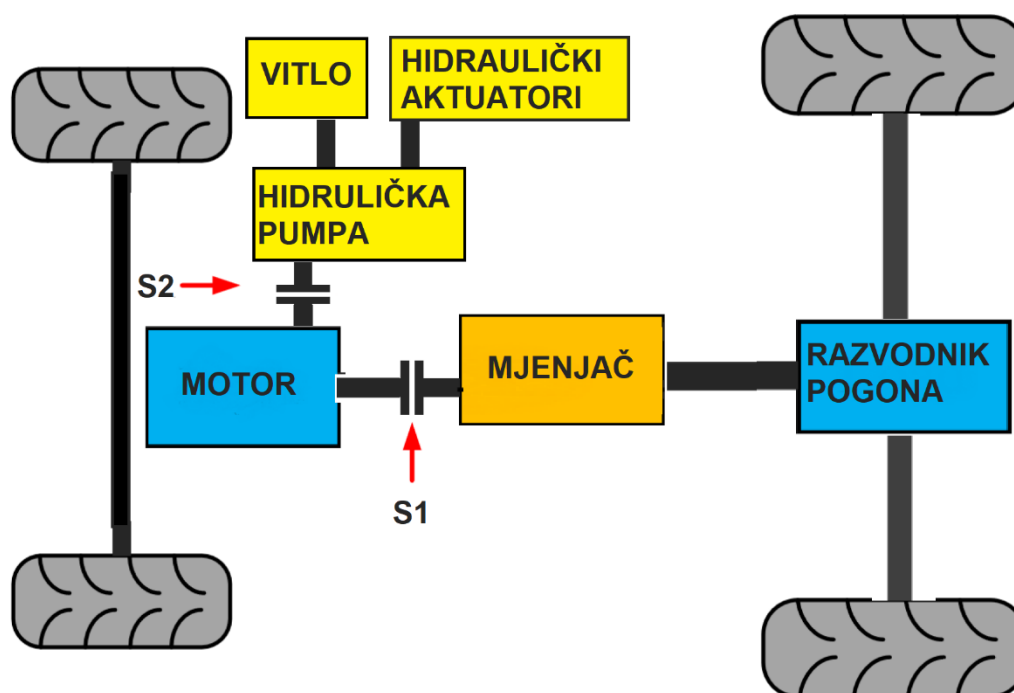 VITLO
HIDRAULIČKI
AKTUATORI
HIDRULIČKA
PUMPA
S2
MOTOR
MJENJAČ
RAZVODNIK
POGONA
S1